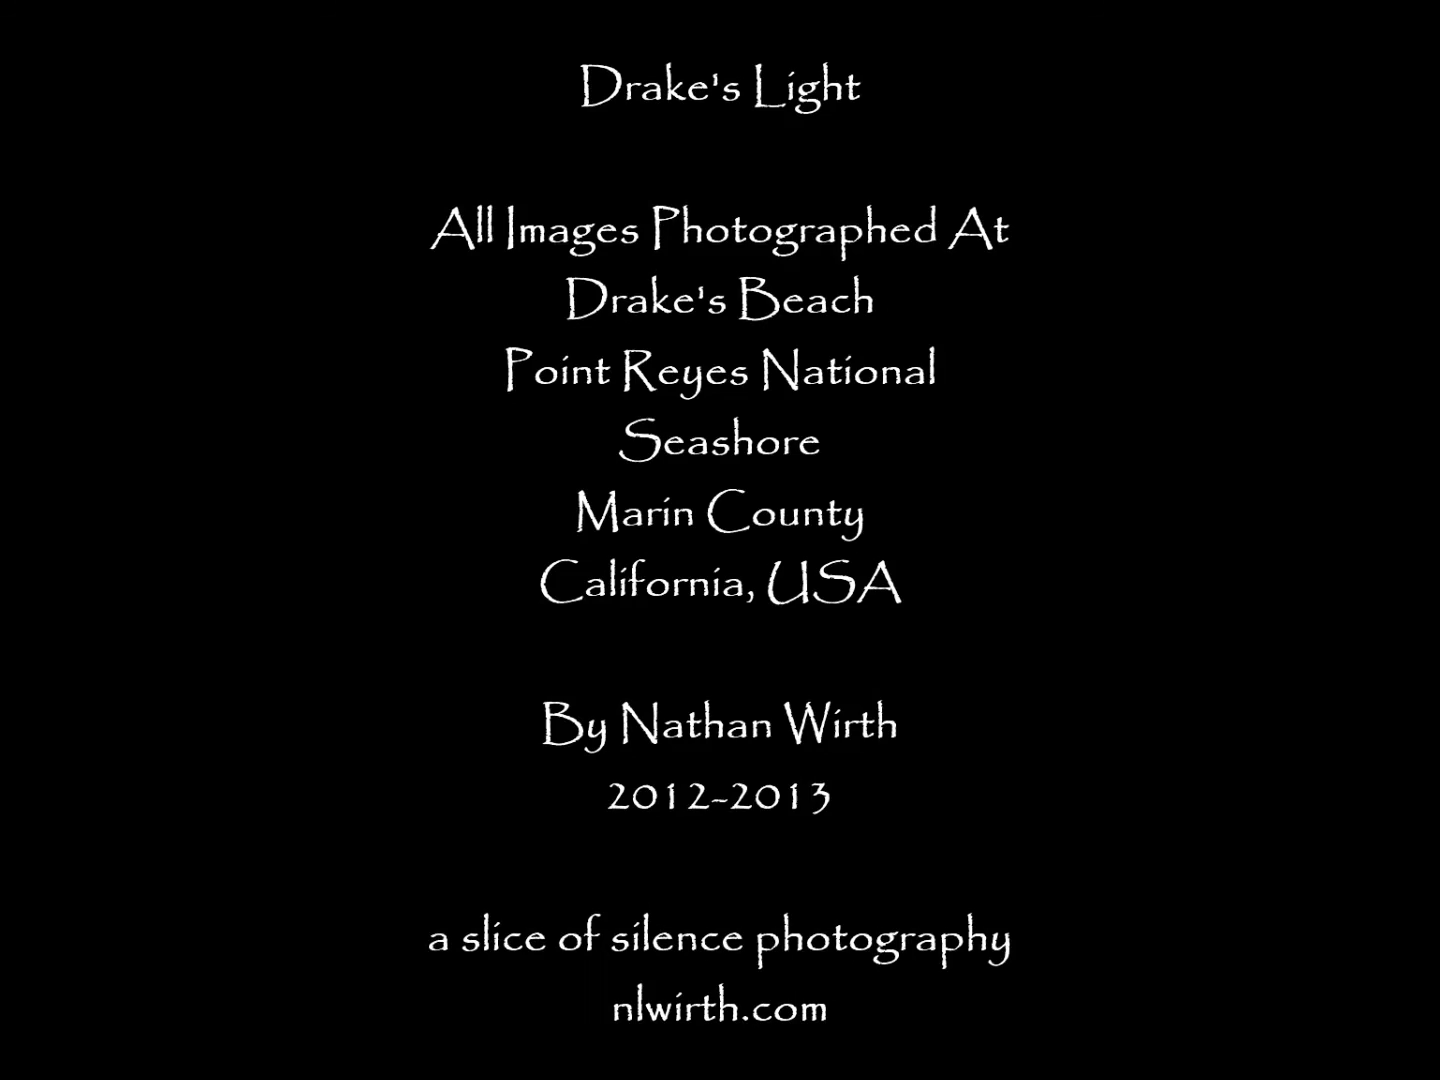 Drake's Light
All Images Photographed At
Drake's Beach
Point Reyes National
Seashore
Marin County
California, USA
By Nathan Wirth
2012-2013
a slice of silence photography
nlwirth.com